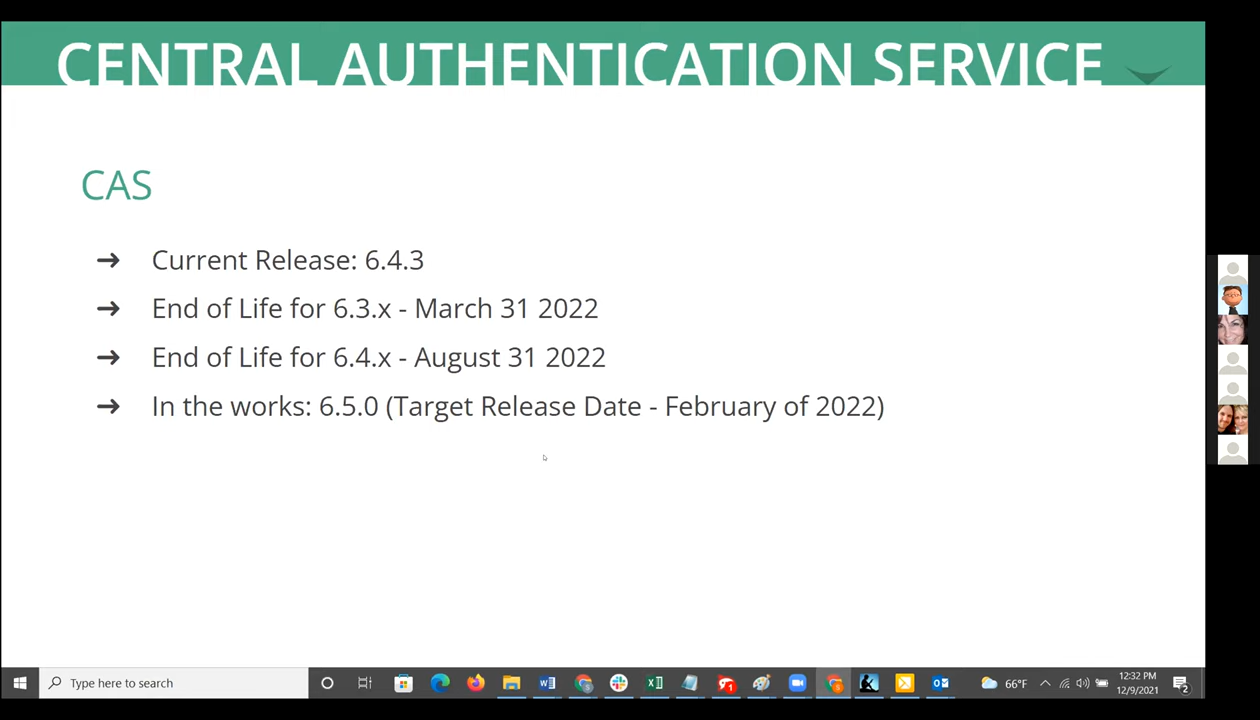 CENTRAL AUTHENTICATION SERVICE
CAS
➔ Current Release: 6.4.3
➔ End of Life for 6.3.x - March 31 2022
➔ End of Life for 6.4.x - August 31 2022
➔ In the works: 6.5.0 (Target Release Date - February of 2022)
Type here to search
66°F
12:32 PM
12/9/2021
2